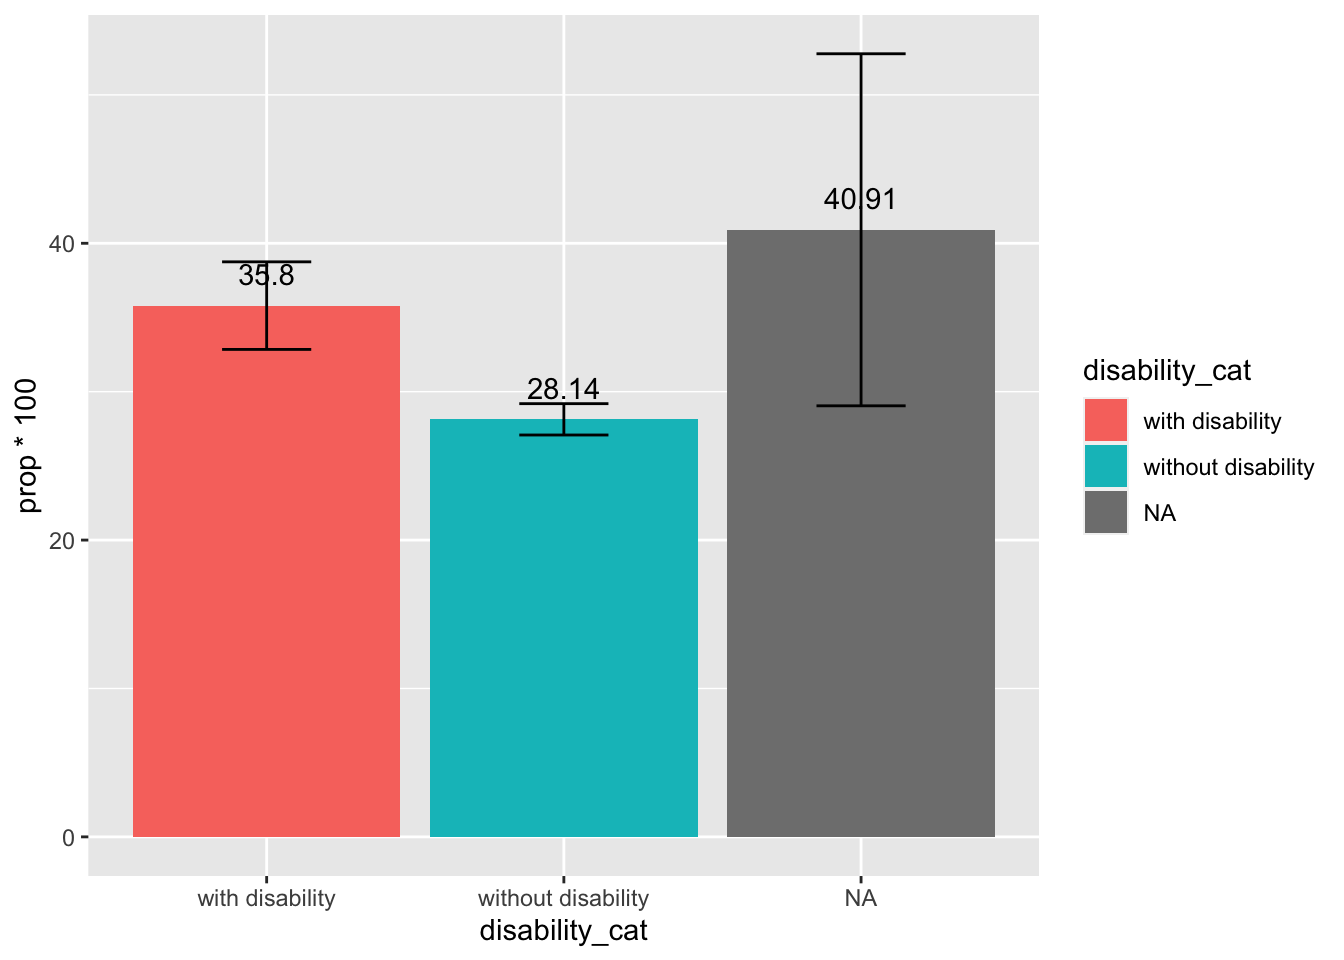 40.91
35.8
28.14
40
20
0
prop * 100
with disability
without disability
NA
disability_cat
disability_cat
with disability
without disability
NA